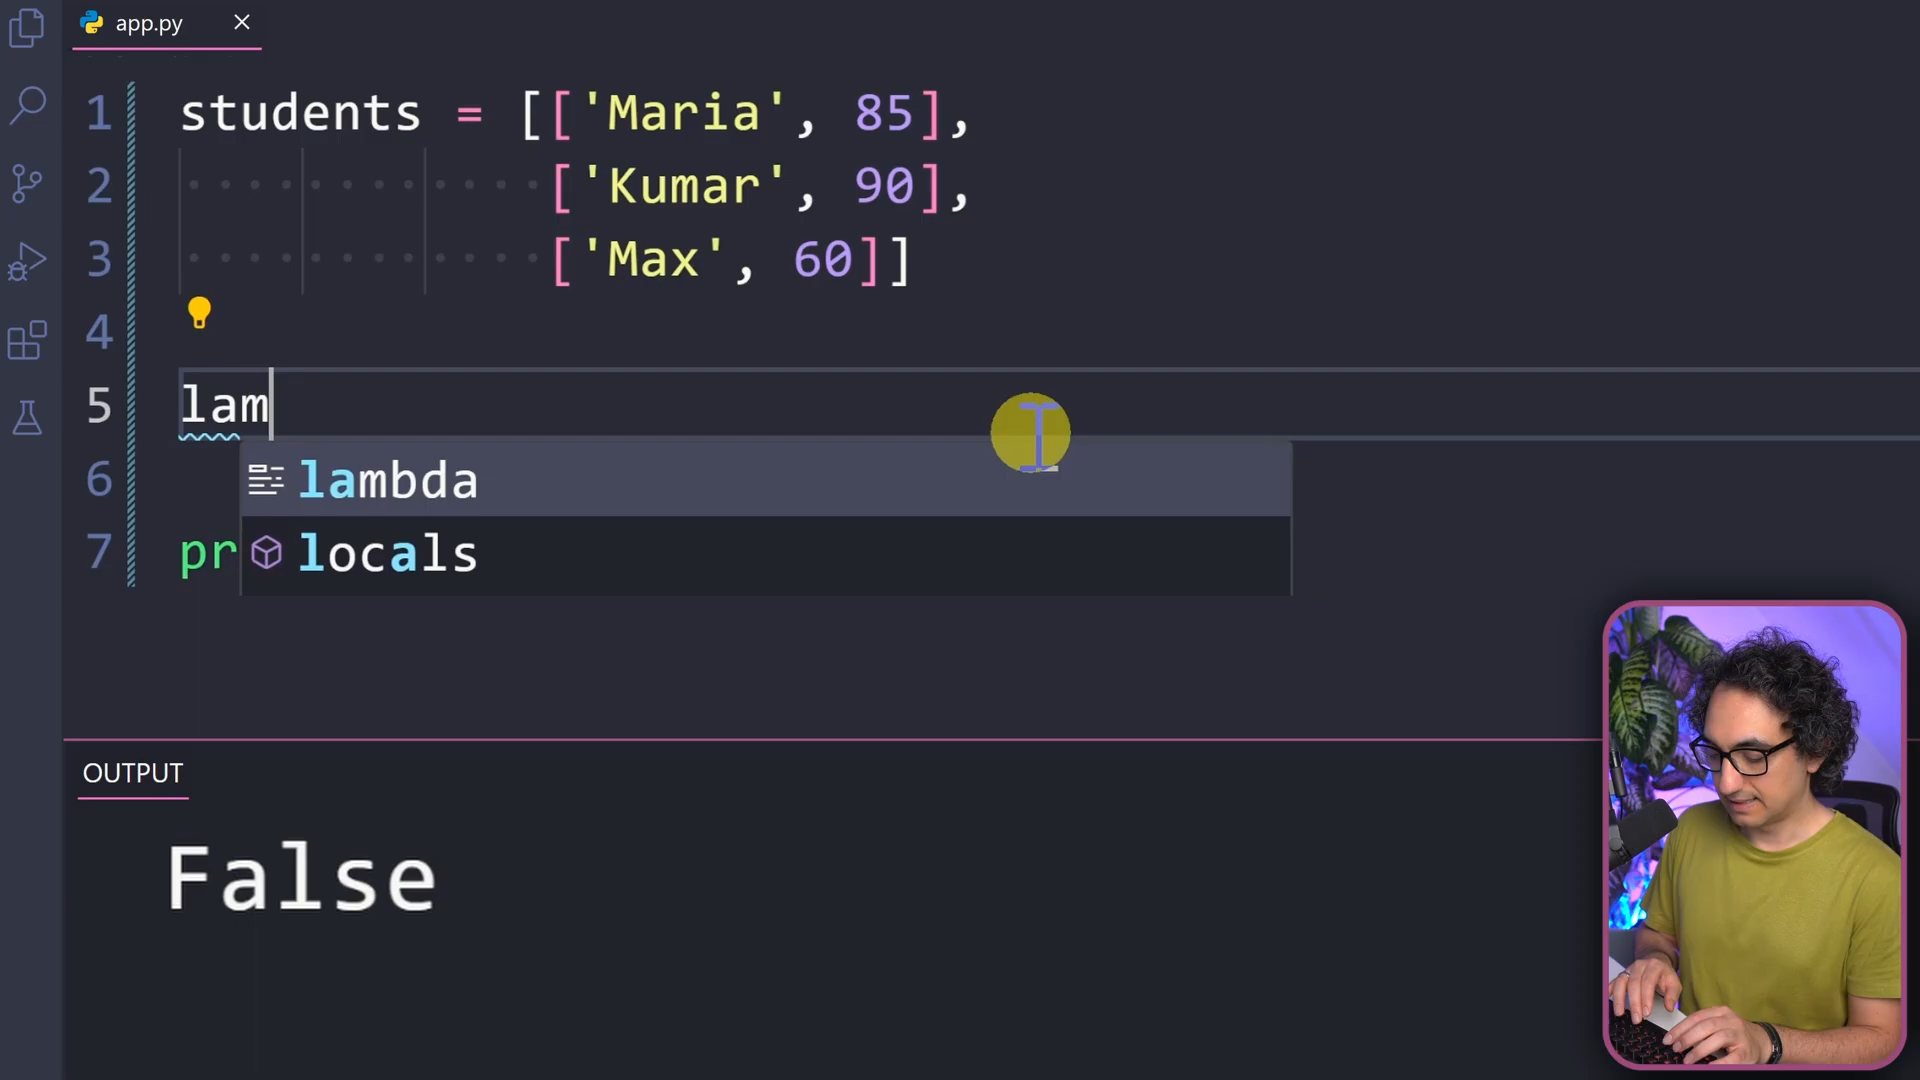 app.py
1 students = [['Maria', 85],
2 ['Kumar', 90],
3 ['Max', 60]]
4
5 lam
6 lambda
7 pr locals
OUTPUT
False